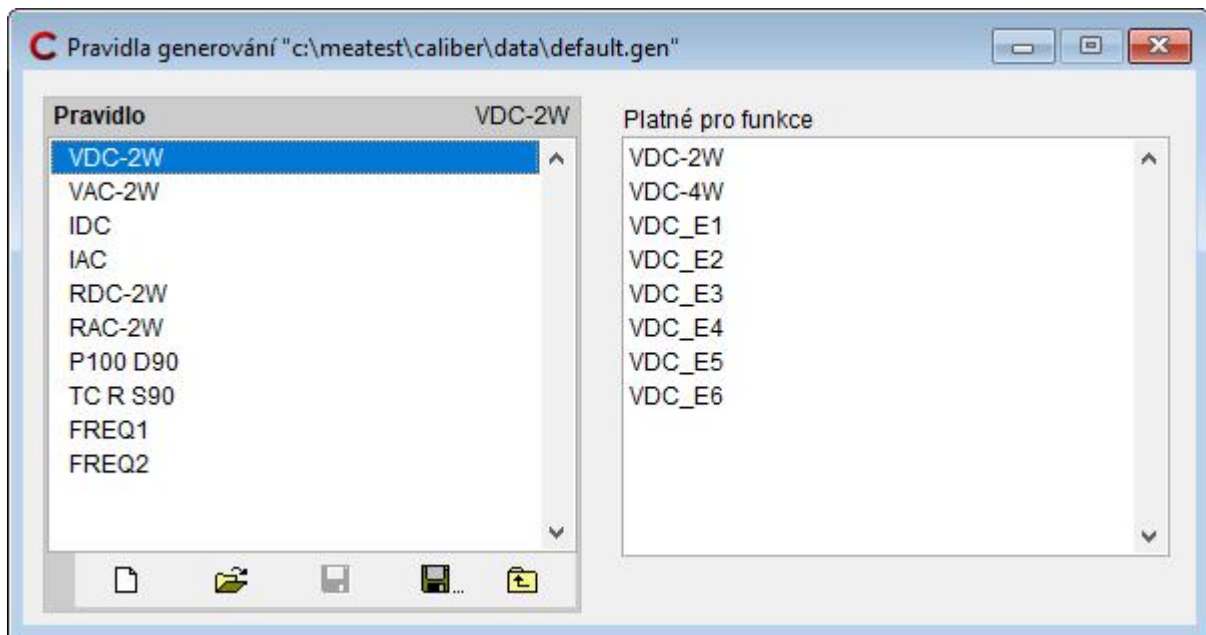 Pravidla generování "c:\meatest\caliber\data\default.gen"
Pravidlo VDC-2W
VDC-2W
VAC-2W
IDC
IAC
RDC-2W
RAC-2W
P100 D90
TC R S90
FREQ1
FREQ2
...
Platné pro funkce
VDC-2W
VDC-4W
VDC_E1
VDC_E2
VDC_E3
VDC_E4
VDC_E5
VDC_E6